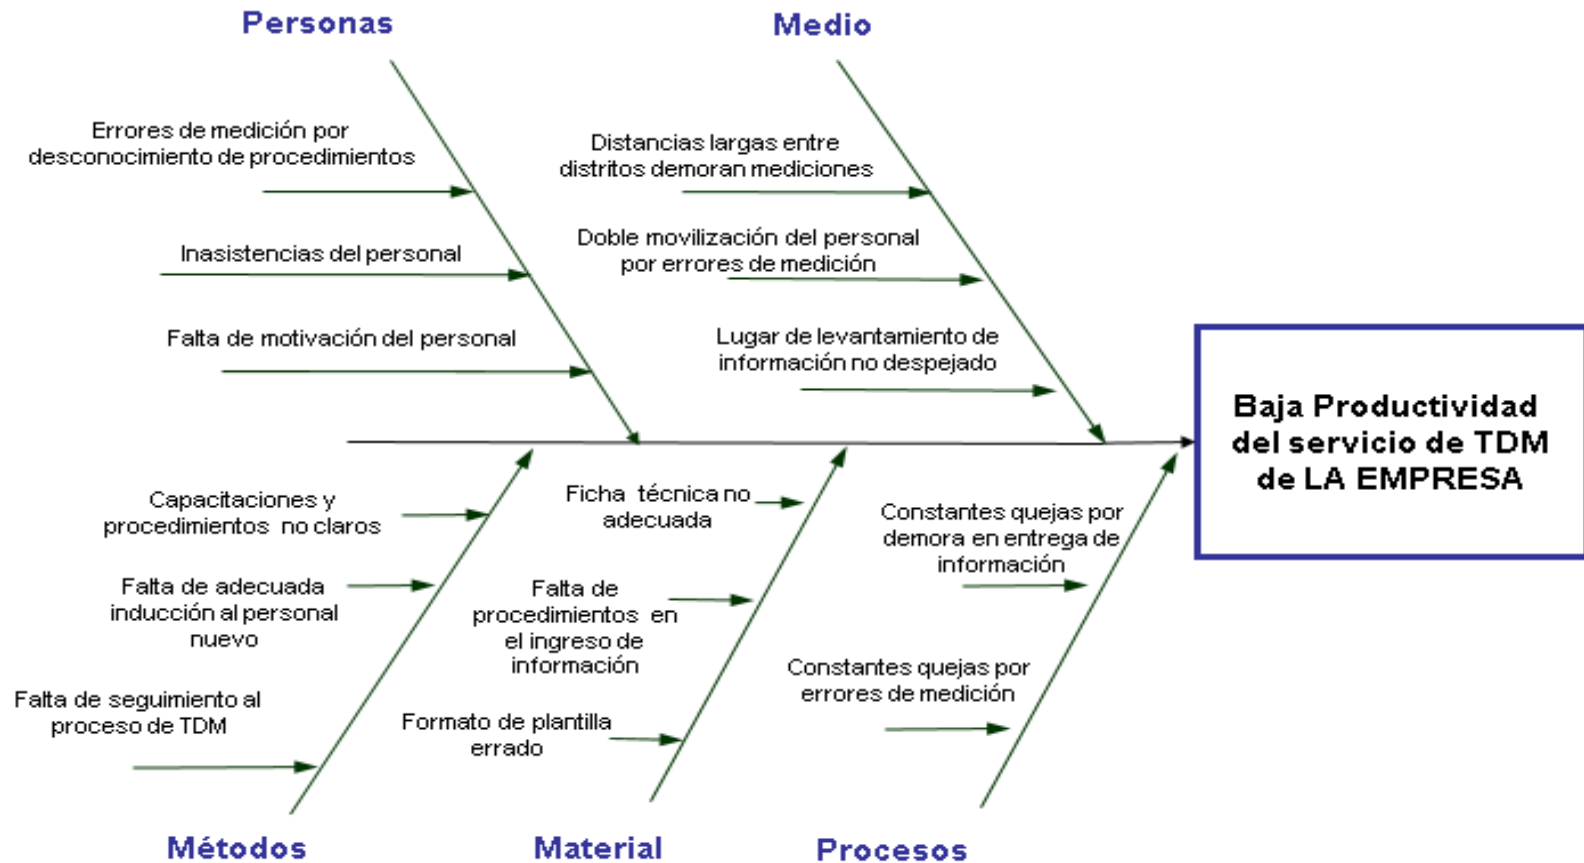 Personas
Medio
Errores de medición por
desconocimiento de procedimientos
Inasistencias del personal
Falta de motivación del personal
Distancias largas entre
distritos demoran mediciones
Doble movilización del personal
por errores de medición
Lugar de levantamiento de
información no despejado
Baja Productividad
del servicio de TDM
de LA EMPRESA
Capacitaciones y
procedimientos no claros
Falta de adecuada
inducción al personal
nuevo
Falta de seguimiento al
proceso de TDM
Ficha técnica no
adecuada
Falta de
procedimientos en
el ingreso de
información
Formato de plantilla
errado
Constantes quejas por
demora en entrega de
información
Constantes quejas por
errores de medición
Métodos
Material
Procesos